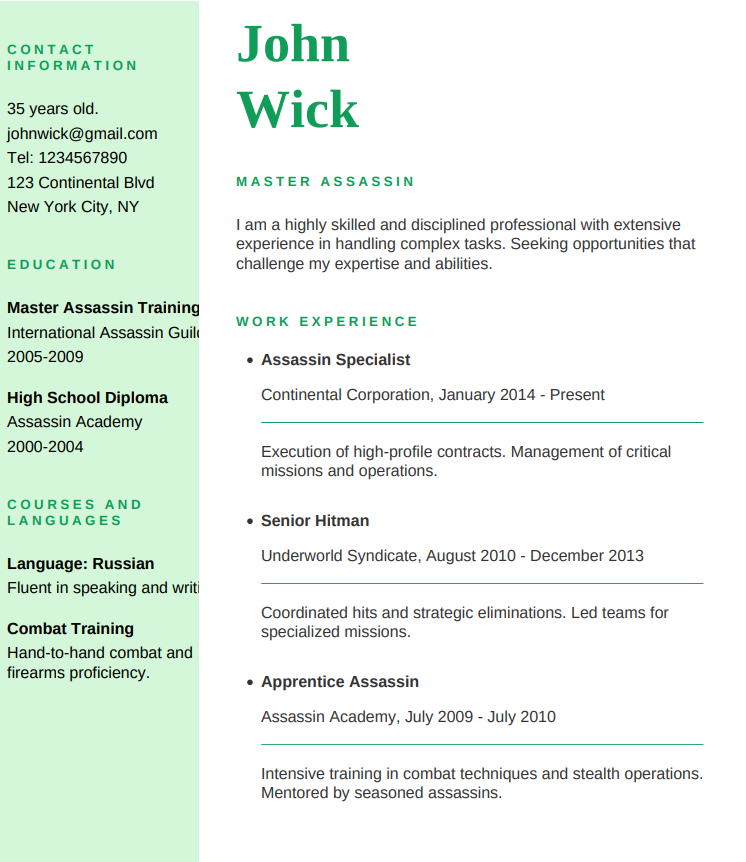 CONTACT
INFORMATION
35 years old.
johnwick@gmail.com
Tel: 1234567890
123 Continental Blvd
New York City, NY
EDUCATION
Master Assassin Training
International Assassin Guild
2005-2009
High School Diploma
Assassin Academy
2000-2004
COURSES AND
LANGUAGES
Language: Russian
Fluent in speaking and writi
Combat Training
Hand-to-hand combat and
firearms proficiency.
John
Wick
MASTER ASSASSIN
I am a highly skilled and disciplined professional with extensive
experience in handling complex tasks. Seeking opportunities that
challenge my expertise and abilities.
WORK EXPERIENCE
• Assassin Specialist
Continental Corporation, January 2014 - Present
Execution of high-profile contracts. Management of critical
missions and operations.
• Senior Hitman
Underworld Syndicate, August 2010 - December 2013
Coordinated hits and strategic eliminations. Led teams for
specialized missions.
• Apprentice Assassin
Assassin Academy, July 2009 - July 2010
Intensive training in combat techniques and stealth operations.
Mentored by seasoned assassins.